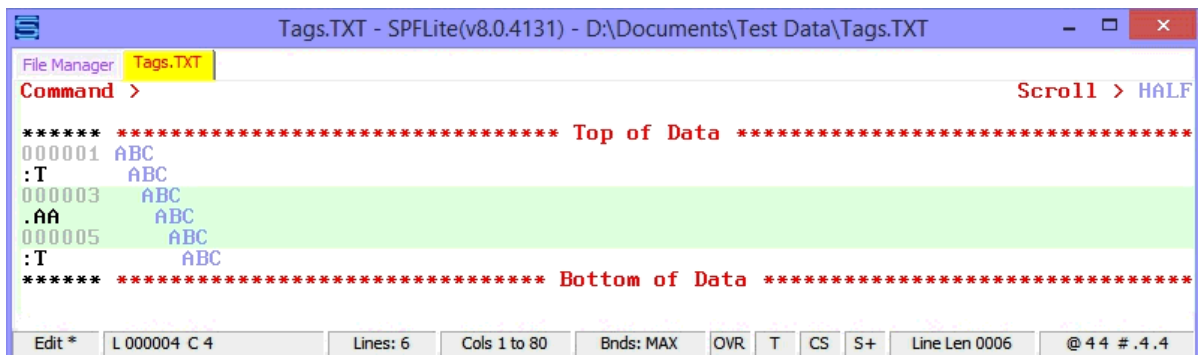 Tags.TXT - SPFLite(v8.0.4131) - D:\Documents\Test Data\Tags.TXT
File Manager Tags.TXT
Command > Scroll > HALF
****** ********************************* Top of Data **********************************
000001 ABC
:T ABC
000003 ABC
.AA ABC
000005 ABC
:T ABC
****** ******************************** Bottom of Data ********************************
Edit * L 000004 C 4 Lines: 6 Cols 1 to 80 Bnds: MAX OVR T CS S+ Line Len 0006 @ 4 4 # .4 .4